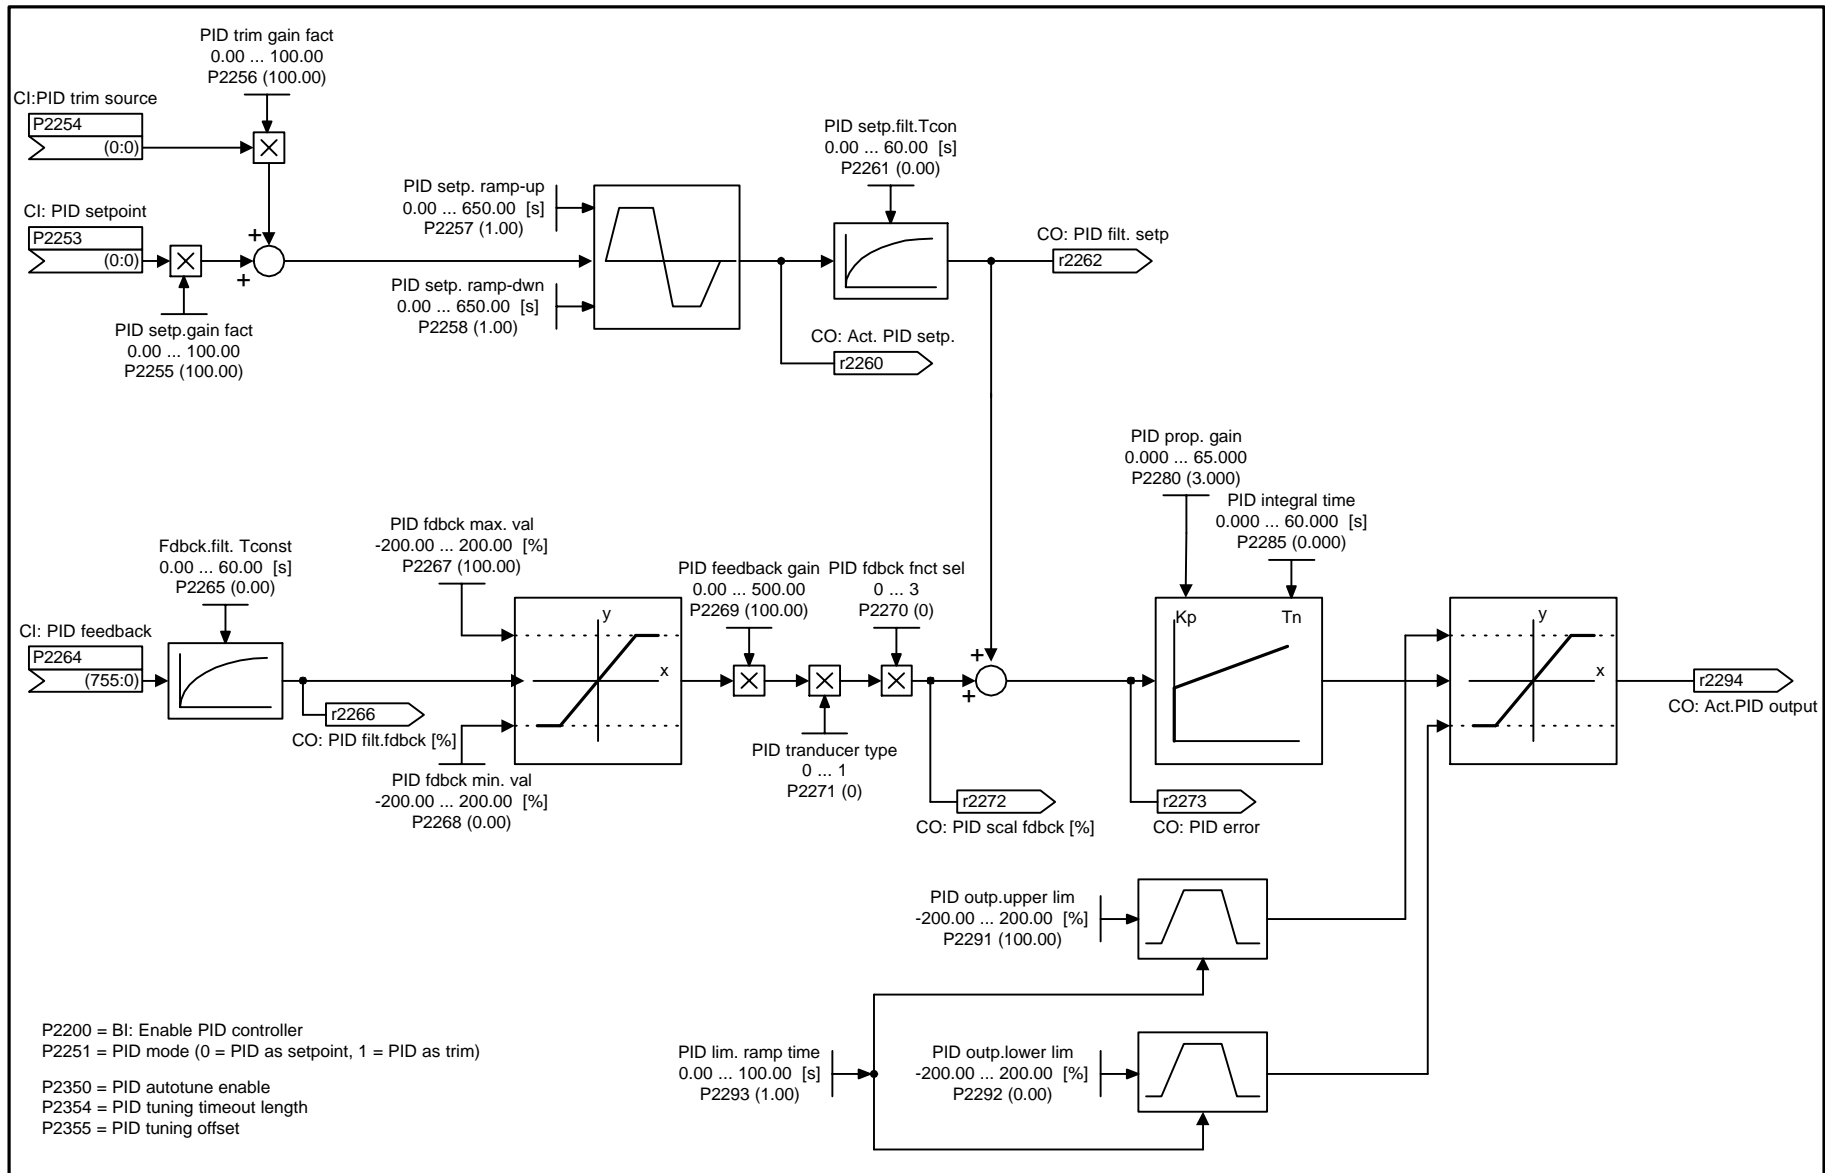 PID trim gain fact
0.00 ... 100.00
P2256 (100.00)
CI:PID trim source
P2254
(0:0)
CI: PID setpoint
P2253
(0:0)
+
+
PID setp.gain fact
0.00 ... 100.00
P2255 (100.00)
PID setp. ramp-up
0.00 ... 650.00 [s]
P2257 (1.00)
PID setp. ramp-dwn
0.00 ... 650.00 [s]
P2258 (1.00)
PID setp.filt.Tcon
0.00 ... 60.00 [s]
P2261 (0.00)
CO: PID filt. setp
r2262
CO: Act. PID setp.
r2260
Fdbck.filt. Tconst
0.00 ... 60.00 [s]
P2265 (0.00)
CI: PID feedback
P2264
(755:0)
r2266
CO: PID filt.fdbck [%]
PID fdbck max. val
-200.00 ... 200.00 [%]
P2267 (100.00)
y
x
PID fdbck min. val
-200.00 ... 200.00 [%]
P2268 (0.00)
PID feedback gain
0.00 ... 500.00
P2269 (100.00)
PID tranducer type
0 ... 1
P2271 (0)
PID fdbck fnct sel
0 ... 3
P2270 (0)
+
+
r2272
CO: PID scal fdbck [%]
r2273
CO: PID error
PID prop. gain
0.000 ... 65.000
P2280 (3.000)
PID integral time
0.000 ... 60.000 [s]
P2285 (0.000)
Kp
Tn
y
x
r2294
CO: Act.PID output
PID outp.upper lim
-200.00 ... 200.00 [%]
P2291 (100.00)
PID lim. ramp time
0.00 ... 100.00 [s]
P2293 (1.00)
PID outp.lower lim
-200.00 ... 200.00 [%]
P2292 (0.00)
P2200 = BI: Enable PID controller
P2251 = PID mode (0 = PID as setpoint, 1 = PID as trim)
P2350 = PID autotune enable
P2354 = PID tuning timeout length
P2355 = PID tuning offset